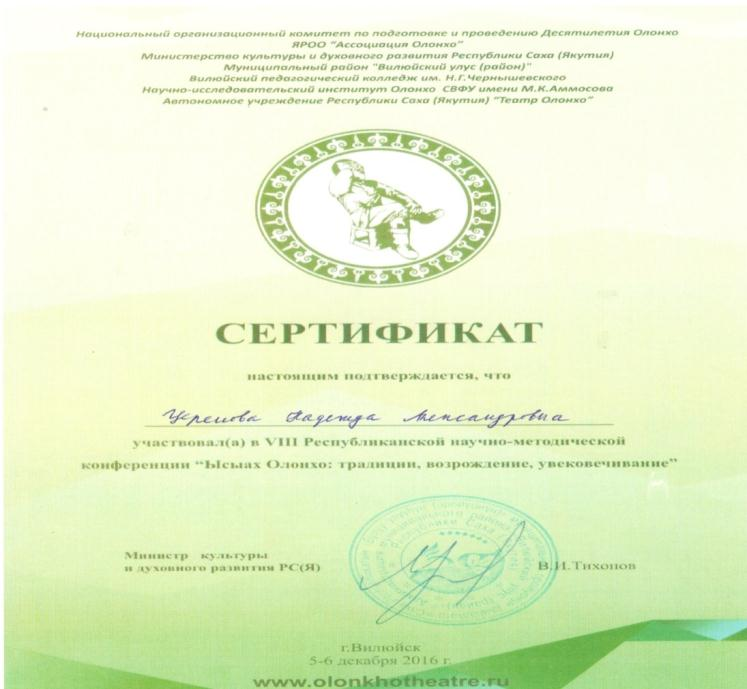 Национальный организационный комитет по подготовке и проведению Десятилетия Олонхо
ЯРОО "Ассоциация Олонхо"
Министерство культуры и духовного развития Республики Саха (Якутия)
Муниципальный район "Вилюйский улус (район)"
Вилюйский педагогический колледж им. Н.Г.Чернышевского
Научно-исследовательский институт Олонхо СВФУ имени М.К.Аммосова
Автономное учреждение Республики Саха (Якутия) "Театр Олонхо"
СЕРТИФИКАТ
настоящим подтверждается, что
Надежда Александровна
участвовал(а) в VIII Республиканской научно-методической
конференции "Ысыах Олонхо: традиции, возрождение, увековечивание"
Министр культуры
и духовного развития РС(Я)
В.И.Тихонов
г.Вилюйск
5-6 декабря 2016 г.
www.olonkhotheatre.ru